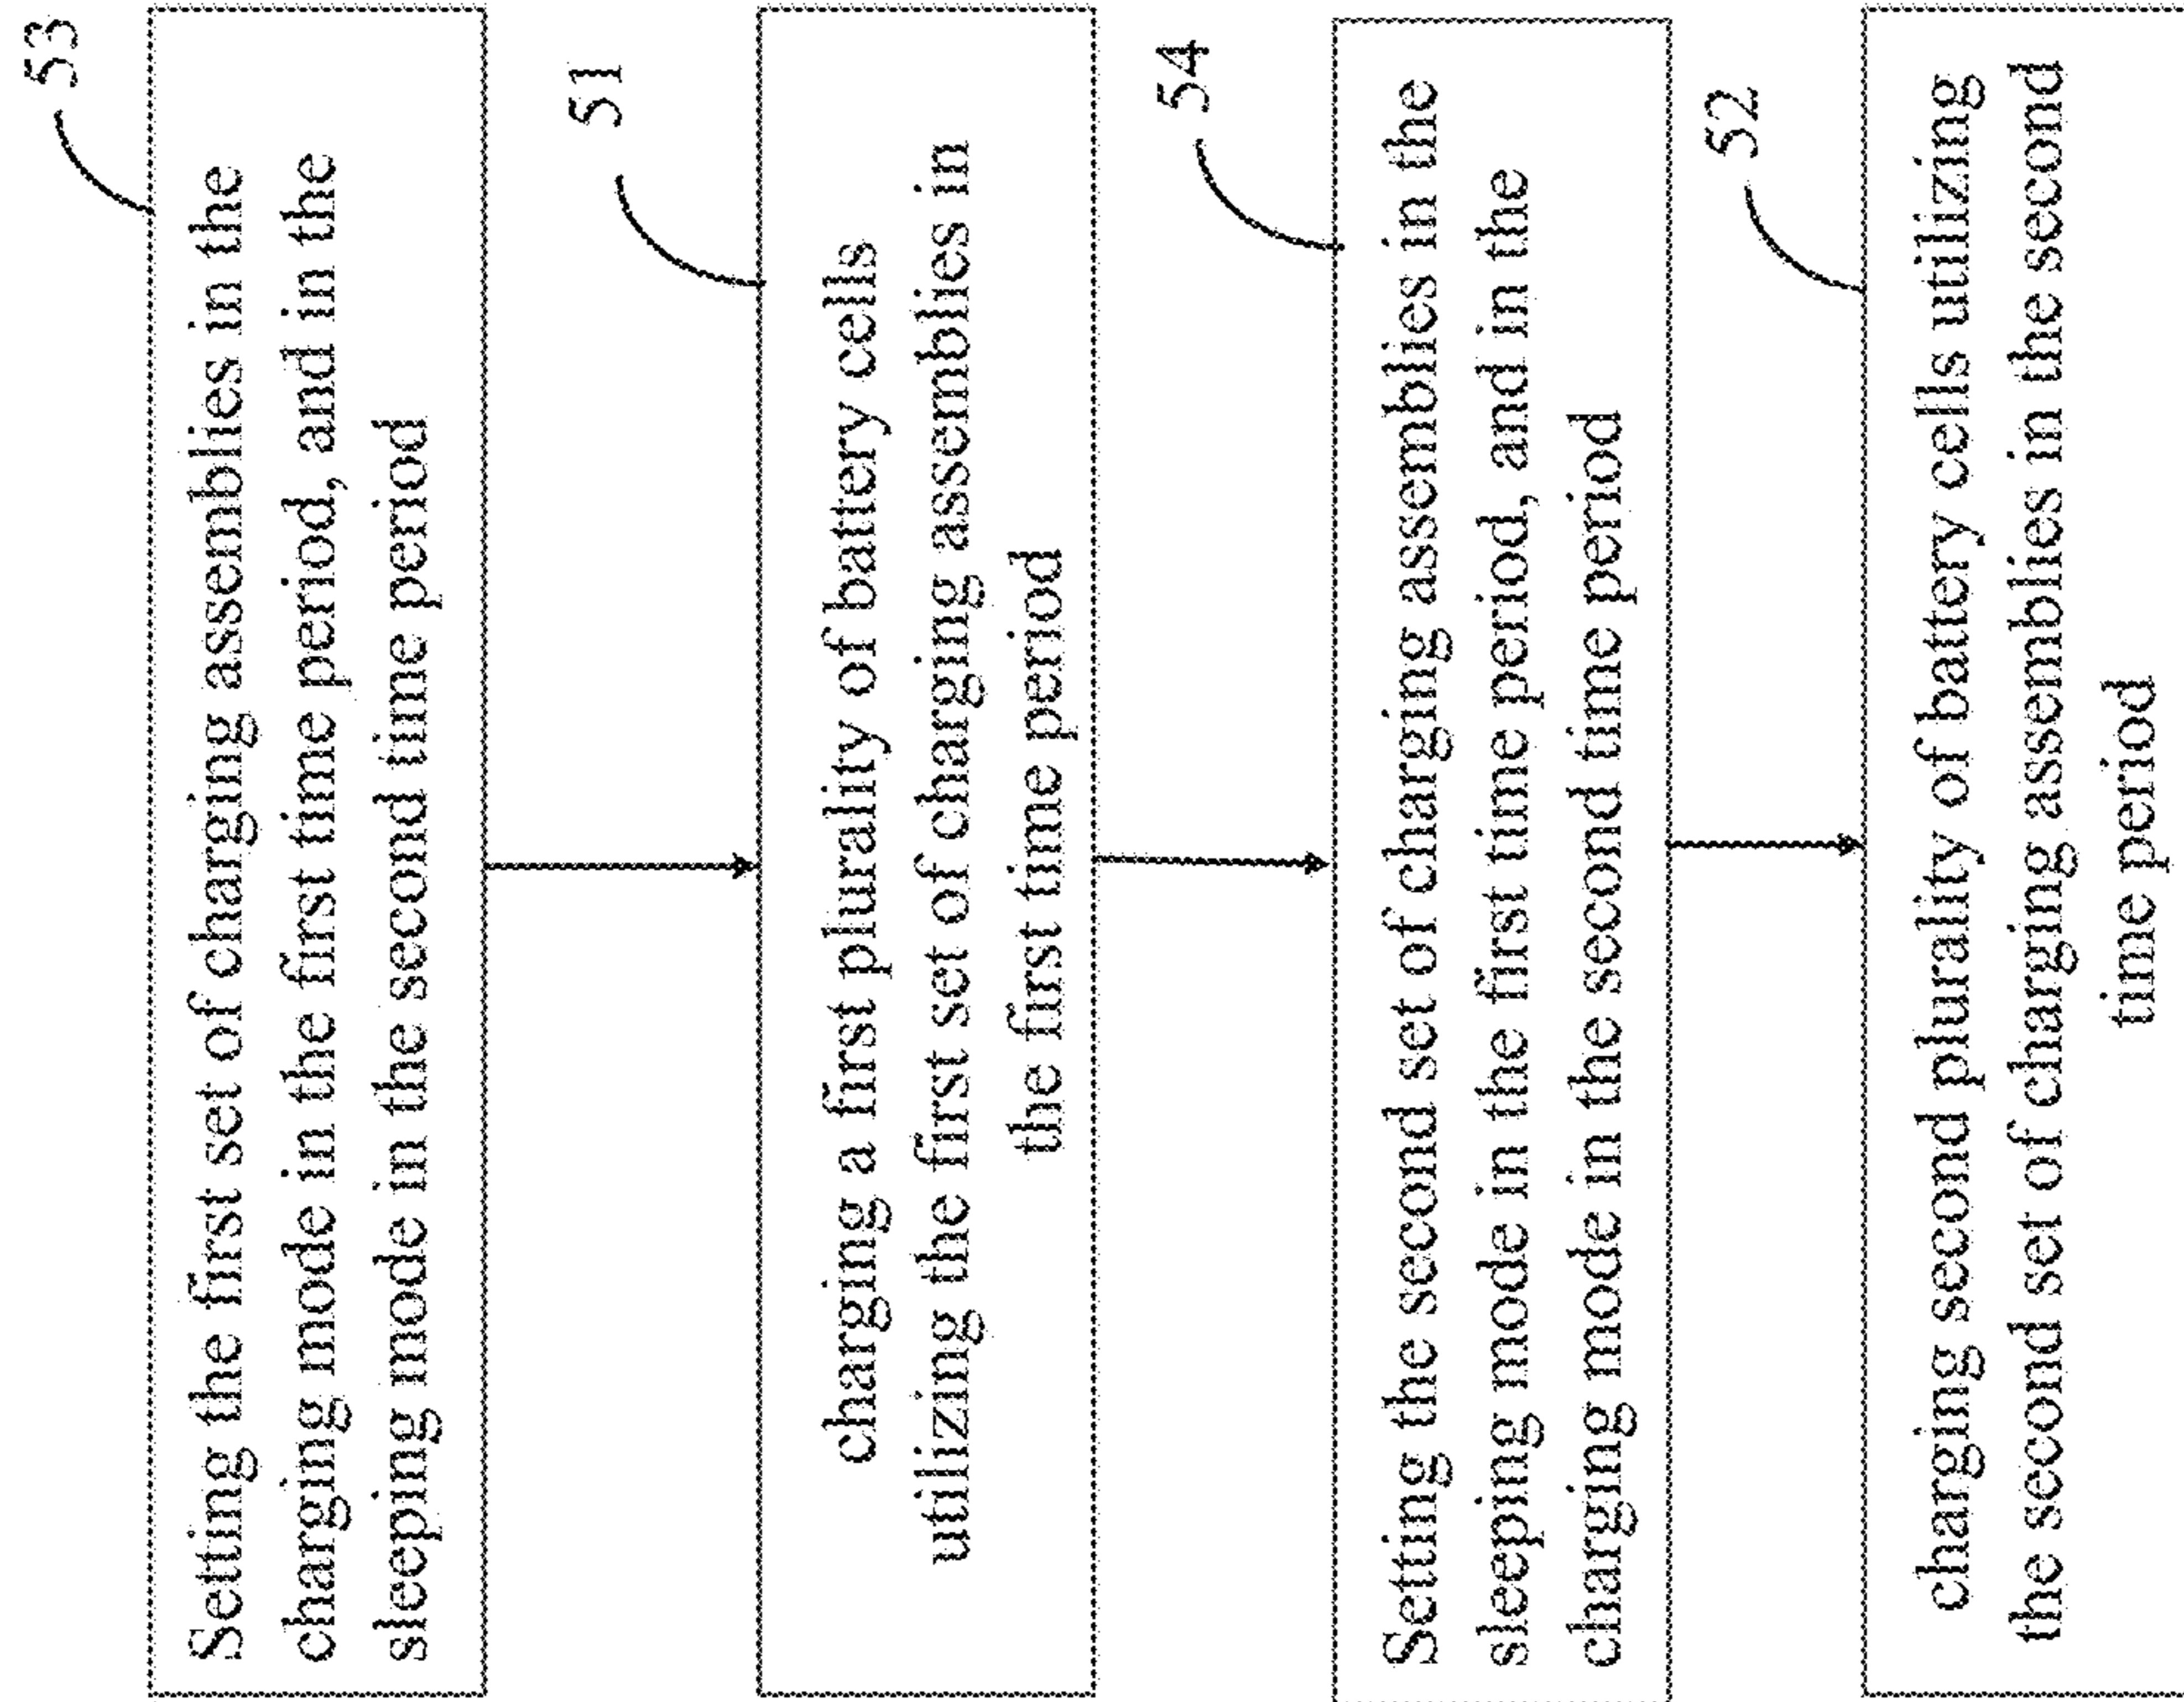 53
Setting the first set of charging assemblies in the
charging mode in the first time period, and in the
sleeping mode in the second time period
51
charging a first plurality of battery cells
utilizing the first set of charging assemblies in
the first time period
54
Setting the second set of charging assemblies in the
sleeping mode in the first time period, and in the
charging mode in the second time period
52
charging second plurality of battery cells utilizing
the second set of charging assemblies in the second
time period